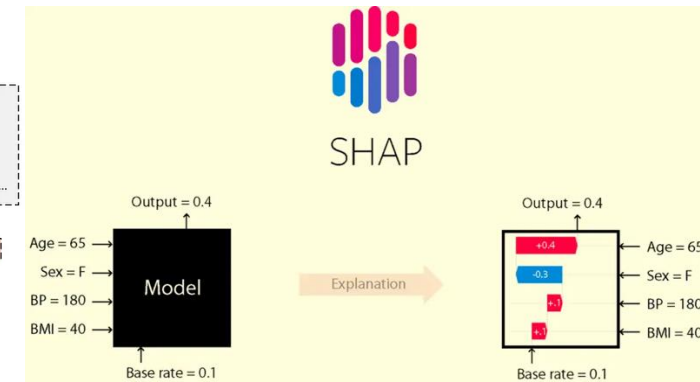 SHAP
Output = 0.4
Age = 65
Sex = F
BP = 180
BMI = 40
Model
Base rate = 0.1
Explanation
Output = 0.4
+0.4
-0.3
+.1
+.1
Age = 65
Sex = F
BP = 180
BMI = 40
Base rate = 0.1
...